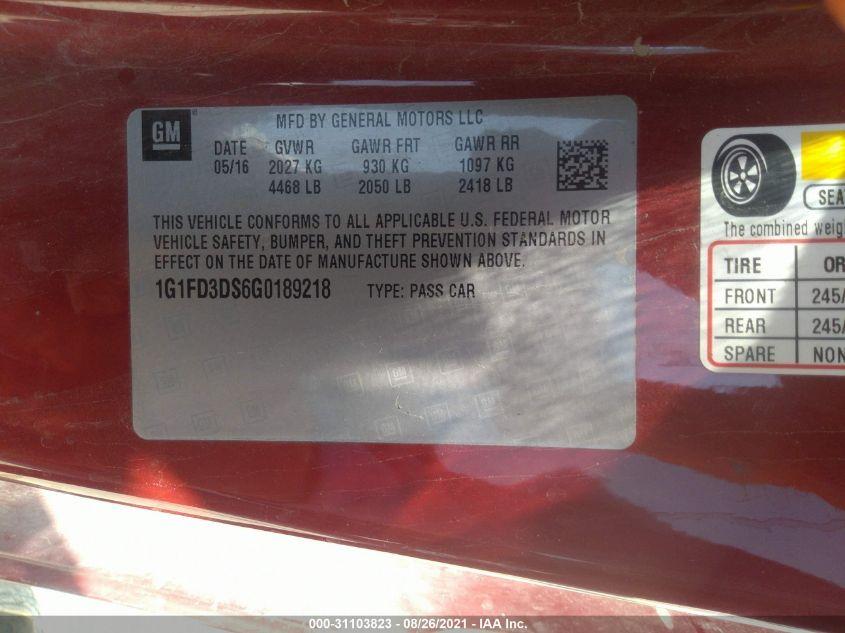 GM
MFD BY GENERAL MOTORS LLC
DATE GVWR GAWR FRT GAWR RR
05/16 2027 KG 930 KG 1097 KG
4468 LB 2050 LB 2418 LB
THIS VEHICLE CONFORMS TO ALL APPLICABLE U.S. FEDERAL MOTOR
VEHICLE SAFETY, BUMPER, AND THEFT PREVENTION STANDARDS IN
EFFECT ON THE DATE OF MANUFACTURE SHOWN ABOVE.
1G1FD3DS6G0189218 TYPE: PASS CAR
SEA
The combined weig
TIRE OR
FRONT 245/
REAR 245/
SPARE NON
000-31103823 - 08/26/2021 - IAA Inc.